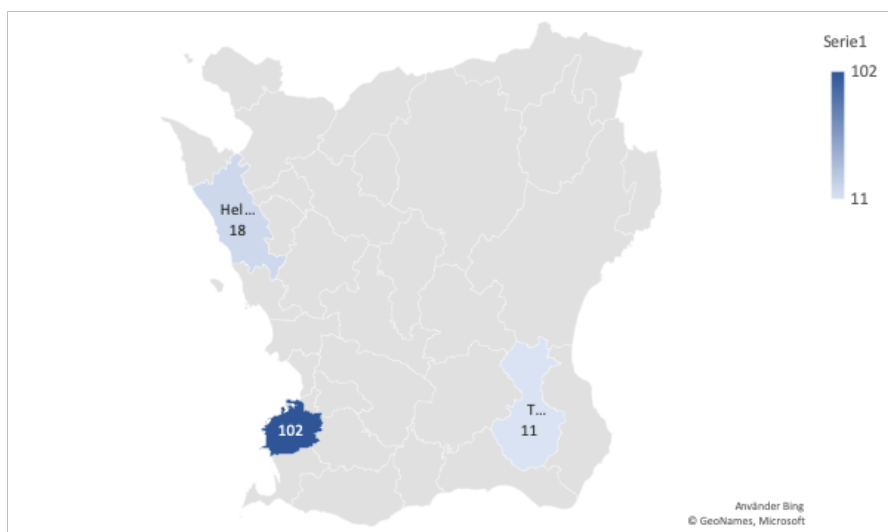 Serie1
102
11
Hel...
18
102
T...
11
Använder Bing
© GeoNames, Microsoft